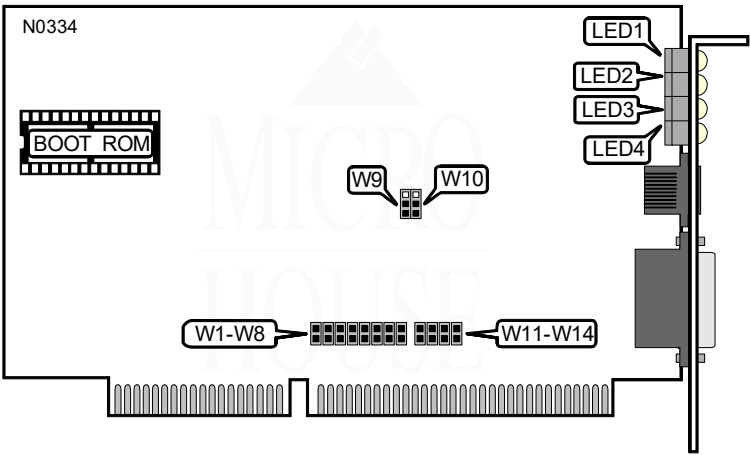 N0334
LED1
LED2
LED3
LED4
BOOT ROM
W9
W10
W1-W8
W11-W14
MICRO
HOUSE